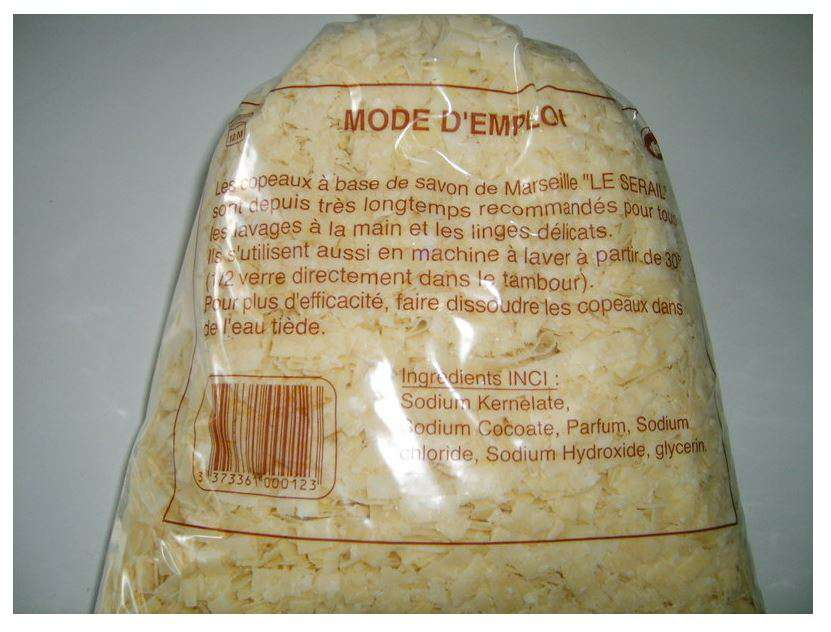 MODE D'EMPLOI
Les copeaux à base de savon de Marseille "LE SERAIL"
sont depuis très longtemps recommandés pour tous
les lavages à la main et les linges délicats.
Ils s'utilisent aussi en machine à laver à partir de 30°
(1/2 verre directement dans le tambour).
Pour plus d'efficacité, faire dissoudre les copeaux dans
de l'eau tiède.
Ingrédients INCI :
Sodium Kernelate,
Sodium Cocoate, Parfum, Sodium
chloride, Sodium Hydroxide, glycerin.
3 373361 000123